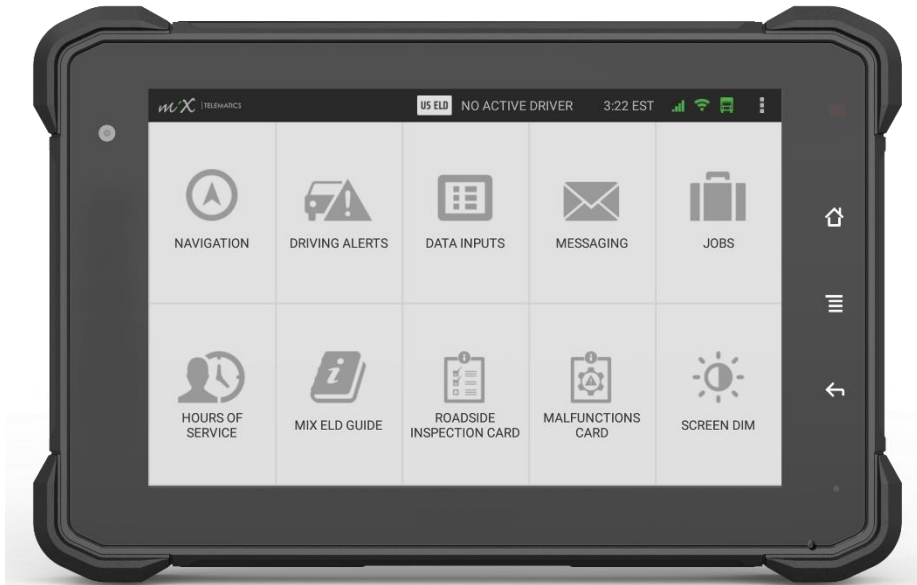 miX | TELEMATICS
US ELD NO ACTIVE DRIVER 3:22 EST
NAVIGATION
DRIVING ALERTS
DATA INPUTS
MESSAGING
JOBS
HOURS OF
SERVICE
MIX ELD GUIDE
ROADSIDE
INSPECTION CARD
MALFUNCTIONS
CARD
SCREEN DIM